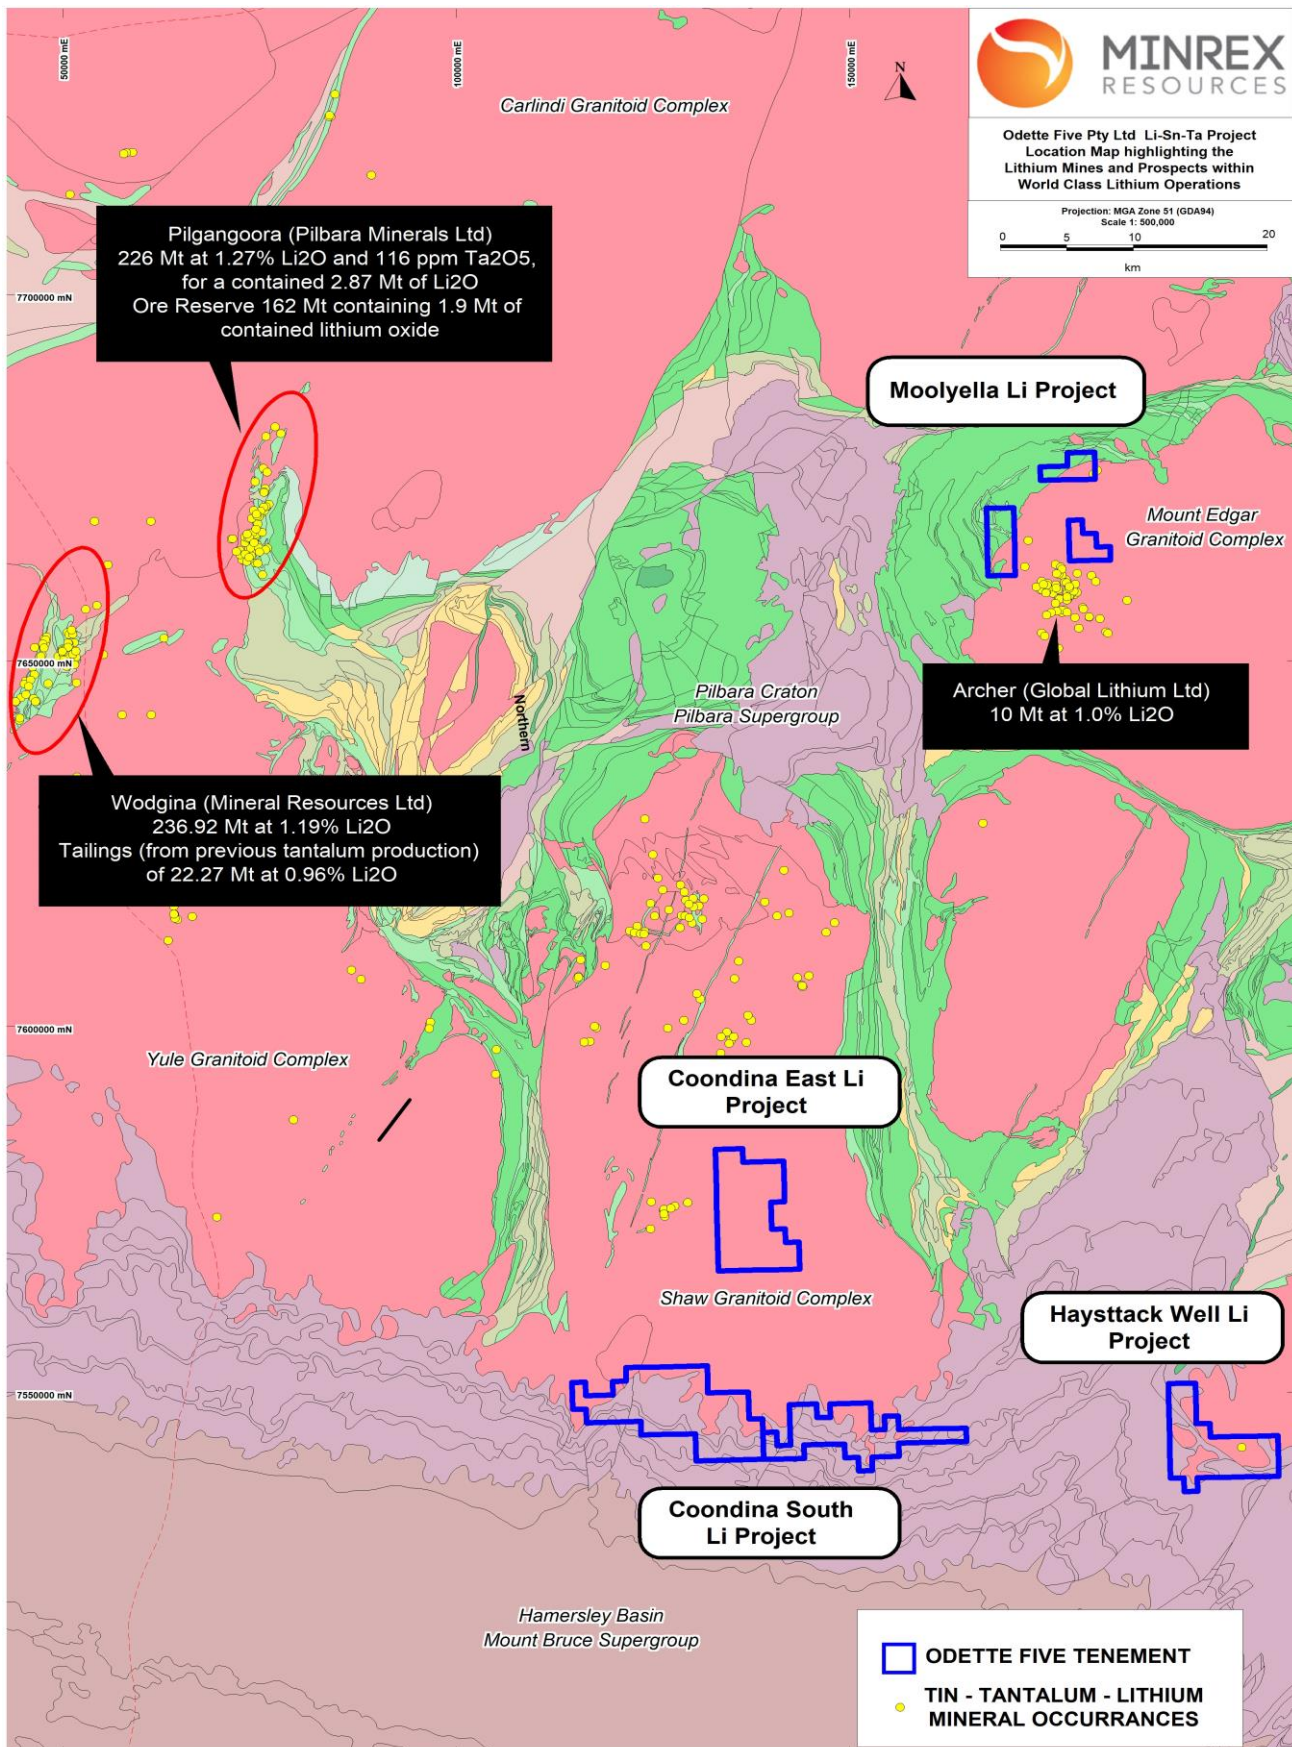 50000 mE
100000 mE
150000 mE
N
MINREX
RESOURCES
Odette Five Pty Ltd Li-Sn-Ta Project
Location Map highlighting the
Lithium Mines and Prospects within
World Class Lithium Operations
Projection: MGA Zone 51 (GDA94)
Scale 1: 500,000
0 5 10 20
km
Carlindi Granitoid Complex
Pilgangoora (Pilbara Minerals Ltd)
226 Mt at 1.27% Li2O and 116 ppm Ta2O5,
for a contained 2.87 Mt of Li2O
Ore Reserve 162 Mt containing 1.9 Mt of
contained lithium oxide
7700000 mN
Moolyella Li Project
Mount Edgar
Granitoid Complex
7650000 mN
Archer (Global Lithium Ltd)
10 Mt at 1.0% Li2O
Pilbara Craton
Pilbara Supergroup
Northern
Wodgina (Mineral Resources Ltd)
236.92 Mt at 1.19% Li2O
Tailings (from previous tantalum production)
of 22.27 Mt at 0.96% Li2O
7600000 mN
Yule Granitoid Complex
Coondina East Li
Project
Shaw Granitoid Complex
Haysttack Well Li
Project
7550000 mN
Coondina South
Li Project
Hamersley Basin
Mount Bruce Supergroup
ODETTE FIVE TENEMENT
TIN - TANTALUM - LITHIUM
MINERAL OCCURRANCES